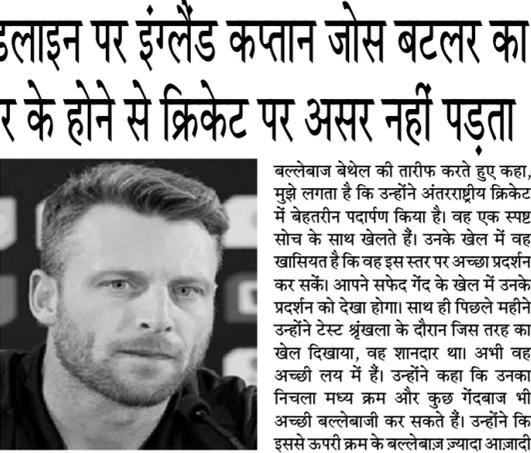 डलाइन पर इंग्लैंड कप्तान जोस बटलर का
र के होने से क्रिकेट पर असर नहीं पड़ता
बल्लेबाज बेथेल की तारीफ करते हुए कहा,
मुझे लगता है कि उन्होंने अंतरराष्ट्रीय क्रिकेट
में बेहतरीन पदार्पण किया है। वह एक स्पष्ट
सोच के साथ खेलते हैं। उनके खेल में वह
खासियत है कि वह इस स्तर पर अच्छा प्रदर्शन
कर सकें। आपने सफेद गेंद के खेल में उनके
प्रदर्शन को देखा होगा। साथ ही पिछले महीने
उन्होंने टेस्ट श्रृंखला के दौरान जिस तरह का
खेल दिखाया, वह शानदार था। अभी वह
अच्छी लय में हैं। उन्होंने कहा कि उनका
निचला मध्य क्रम और कुछ गेंदबाज भी
अच्छी बल्लेबाजी कर सकते हैं। उन्होंने कि
इससे ऊपरी क्रम के बल्लेबाज़ ज़्यादा आज़ादी